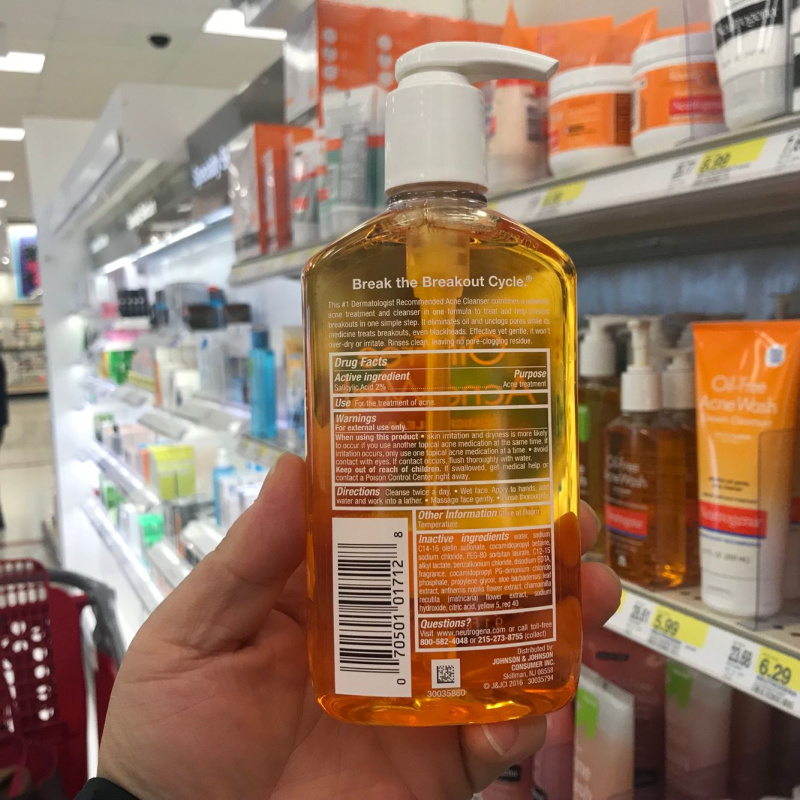 Break the Breakout Cycle.®
This #1 Dermatologist Recommended Acne Cleanser combines
acne treatment and cleanser in one formula to treat and help
breakouts in one simple step. It eliminates oil and unclogs pores while its
medicine treats breakouts, even blackheads. Effective yet gentle, it won't
over-dry or irritate. Rinses clean, leaving no pore-clogging residue.
Drug Facts
Active ingredient Purpose
Salicylic Acid 2% Acne treatment
Use For the treatment of acne
Warnings
For external use only.
When using this product • skin irritation and dryness is more likely
to occur if you use another topical acne medication at the same time. If
irritation occurs, only use one topical acne medication at a time. • avoid
contact with eyes. If contact occurs, flush thoroughly with water.
Keep out of reach of children. If swallowed, get medical help or
contact a Poison Control Center right away.
Directions Cleanse twice a day. • Wet face. Apply to hands, add
water and work into a lather. • Massage face gently. • Rinse thoroughly.
Other Information Store at Room
Temperature.
Inactive ingredients water, sodium
C14-16 olefin sulfonate, cocamidopropyl betaine,
sodium chloride, PEG-80 sorbitan laurate, C12-15
alkyl lactate, benzalkonium chloride, disodium EDTA,
fragrance, cocamidopropyl PG-dimonium chloride
phosphate, propylene glycol, aloe barbadensis leaf
extract, anthemis nobilis flower extract, chamomilla
recutita (matricaria) flower extract, sodium
hydroxide, citric acid, yellow 5, red 40
Questions?
Visit www.neutrogena.com or call toll-free
800-582-4048 or 215-273-8755 (collect)
Distributed by:
JOHNSON & JOHNSON
CONSUMER INC.
Skillman, NJ 08558
© J&JCI 2016 30035794
30035860
0 70501 01712 8
Oil-Free
Acne Wash
Neutrogena
Oil-Free
Acne Wash
Neutrogena
Neutrogena
5.99
5.99
6.29